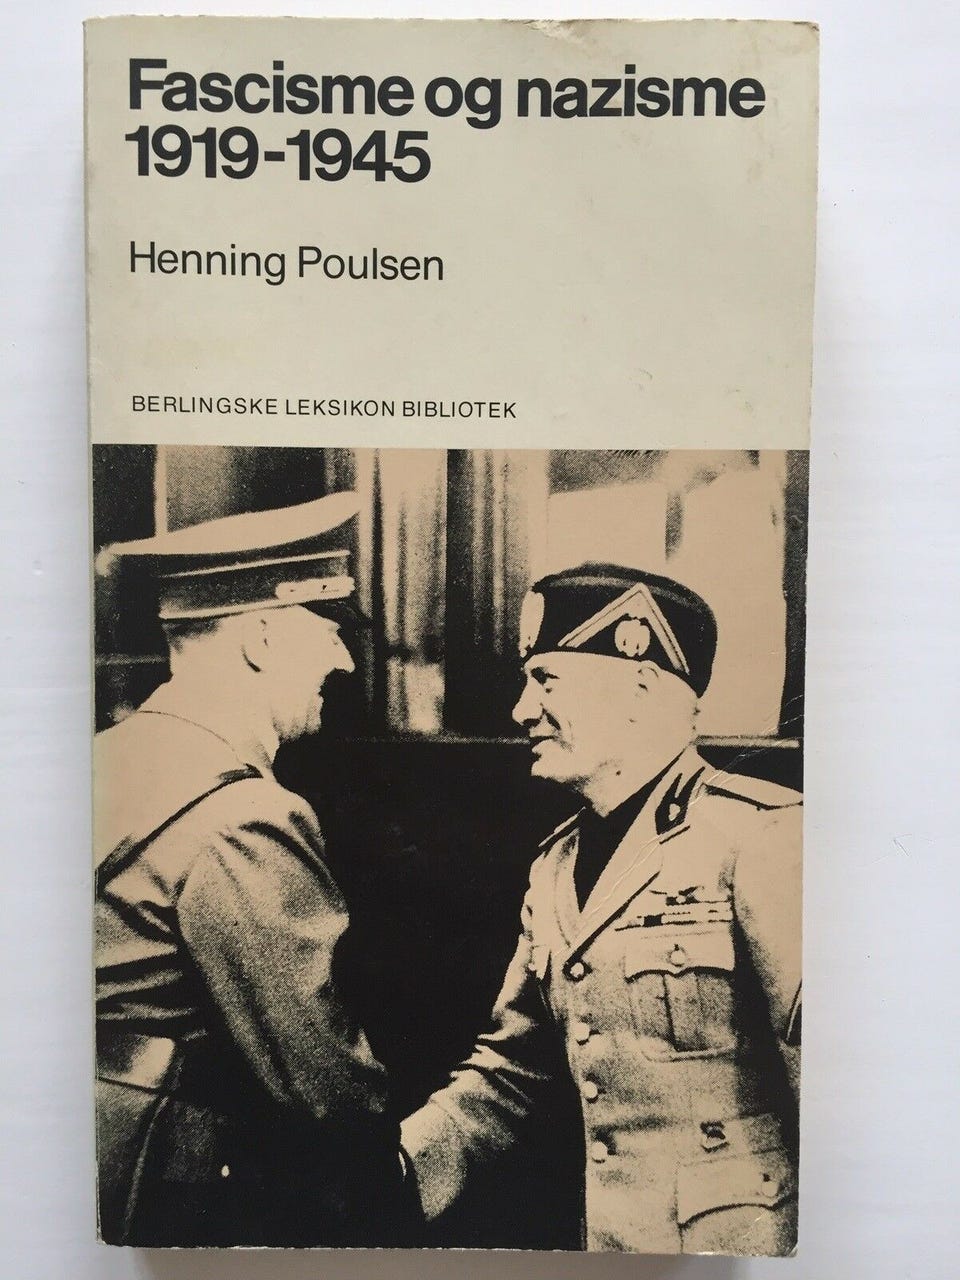 Fascisme og nazisme
1919-1945
Henning Poulsen
BERLINGSKE LEKSIKON BIBLIOTEK